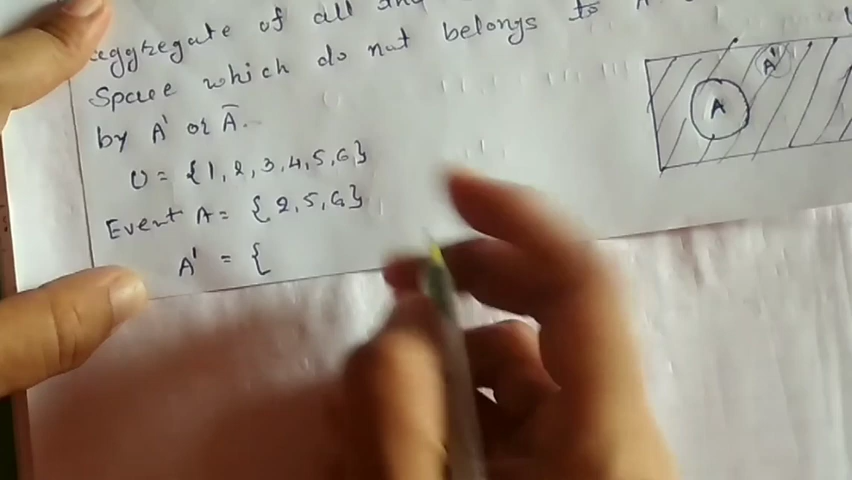 aggregate of all
Space which do not belongs to A
by A' or A̅.
U = {1, 2, 3, 4, 5, 6}
Event A = {2, 5, 6}
A' = {
A
A'